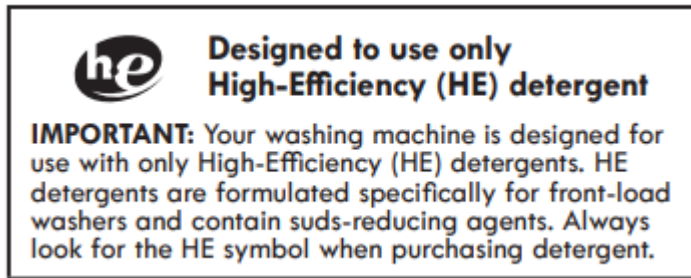 he
Designed to use only
High-Efficiency (HE) detergent
IMPORTANT: Your washing machine is designed for
use with only High-Efficiency (HE) detergents. HE
detergents are formulated specifically for front-load
washers and contain suds-reducing agents. Always
look for the HE symbol when purchasing detergent.